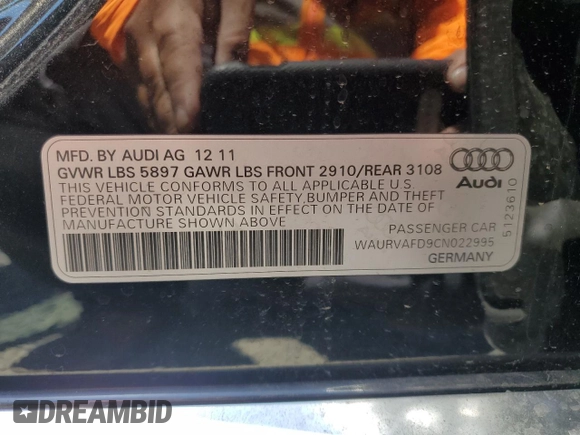 MFD. BY AUDI AG 12 11
GVWR LBS 5897 GAWR LBS FRONT 2910/REAR 3108
THIS VEHICLE CONFORMS TO ALL APPLICABLE U.S.
FEDERAL MOTOR VEHICLE SAFETY,BUMPER AND THEFT
PREVENTION STANDARDS IN EFFECT ON THE DATE OF
MANUFACTURE SHOWN ABOVE
Audi
5123610
PASSENGER CAR
WAURVAFD9CN022995
GERMANY
DREAMBID